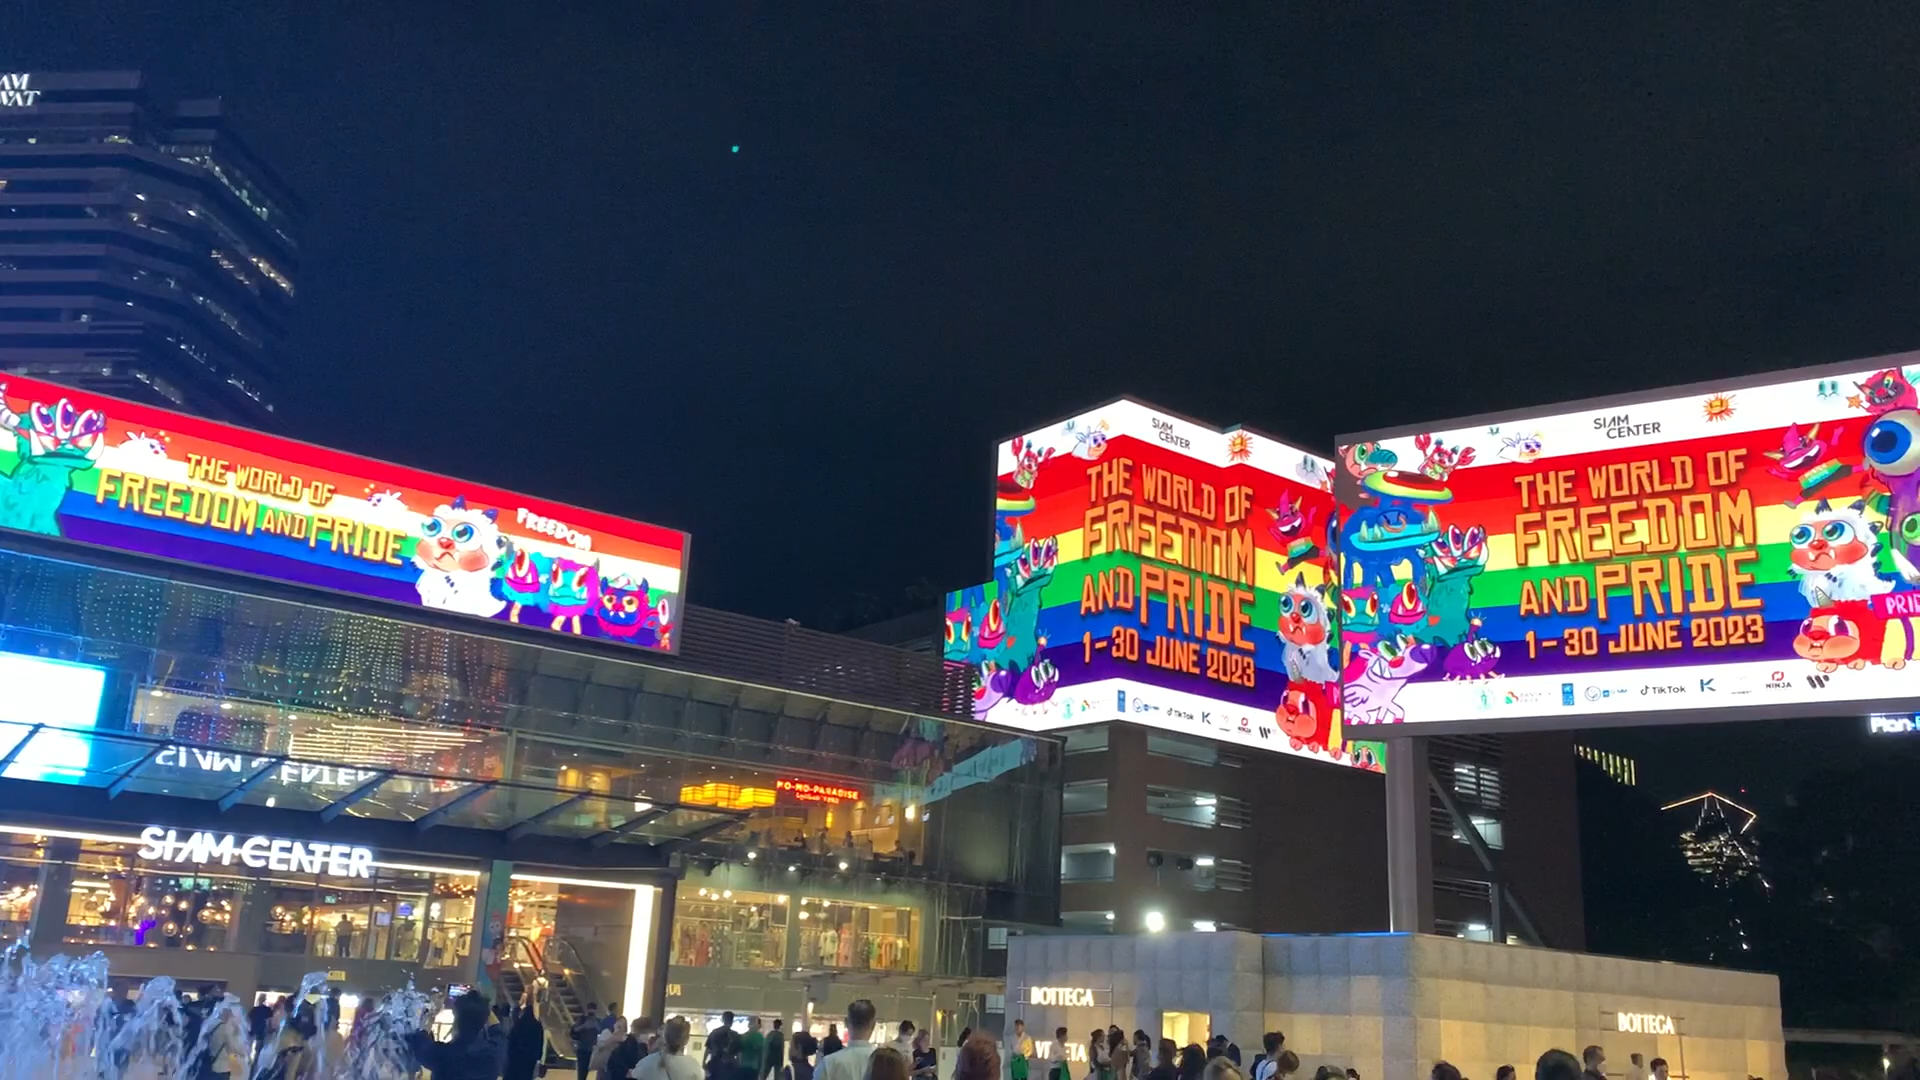 THE WORLD OF
FREEDOM AND PRIDE
FREEDOM
SIAM
CENTER
THE WORLD OF
FREEDOM
AND PRIDE
1-30 JUNE 2023
TikTok
K
NINJA
SIAM
CENTER
THE WORLD OF
FREEDOM
AND PRIDE
1-30 JUNE 2023
TikTok
K
NINJA
MO-MO-PARADISE
SIAM CENTER
BOTTEGA
VENETA
BOTTEGA